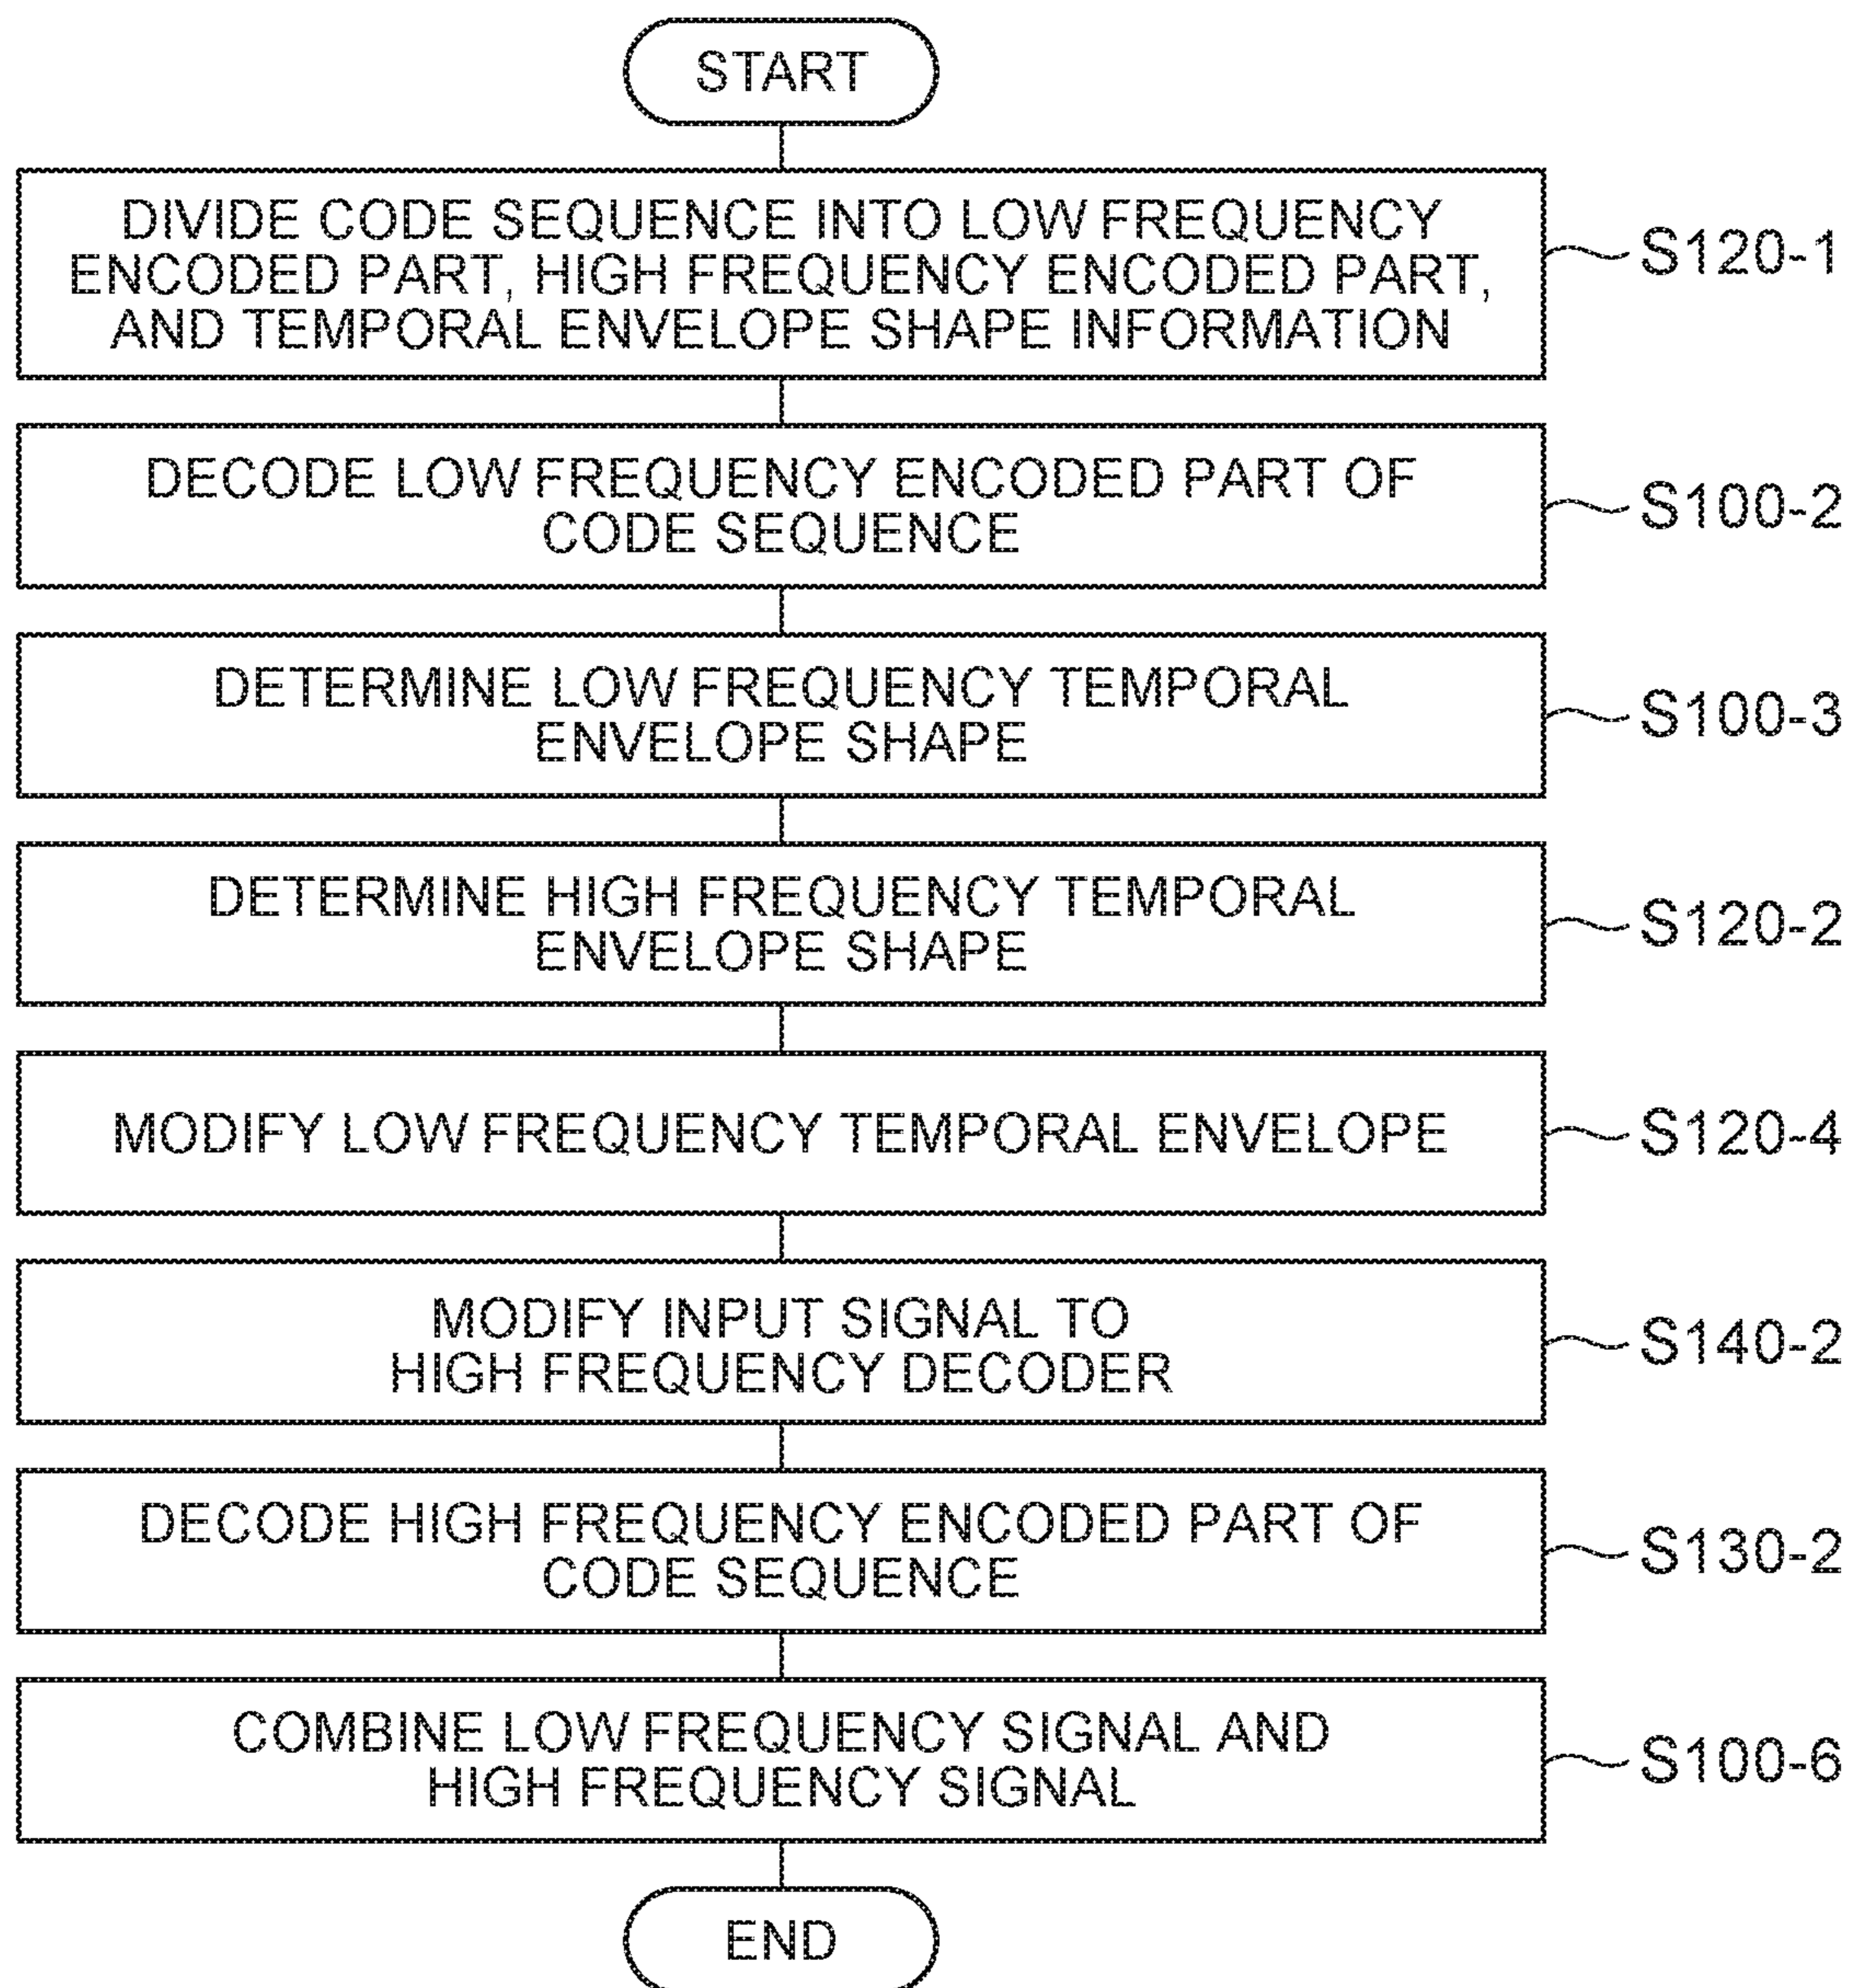 START
DIVIDE CODE SEQUENCE INTO LOW FREQUENCY
ENCODED PART, HIGH FREQUENCY ENCODED PART,
AND TEMPORAL ENVELOPE SHAPE INFORMATION
S120-1
DECODE LOW FREQUENCY ENCODED PART OF
CODE SEQUENCE
S100-2
DETERMINE LOW FREQUENCY TEMPORAL
ENVELOPE SHAPE
S100-3
DETERMINE HIGH FREQUENCY TEMPORAL
ENVELOPE SHAPE
S120-2
MODIFY LOW FREQUENCY TEMPORAL ENVELOPE
S120-4
MODIFY INPUT SIGNAL TO
HIGH FREQUENCY DECODER
S140-2
DECODE HIGH FREQUENCY ENCODED PART OF
CODE SEQUENCE
S130-2
COMBINE LOW FREQUENCY SIGNAL AND
HIGH FREQUENCY SIGNAL
S100-6
END